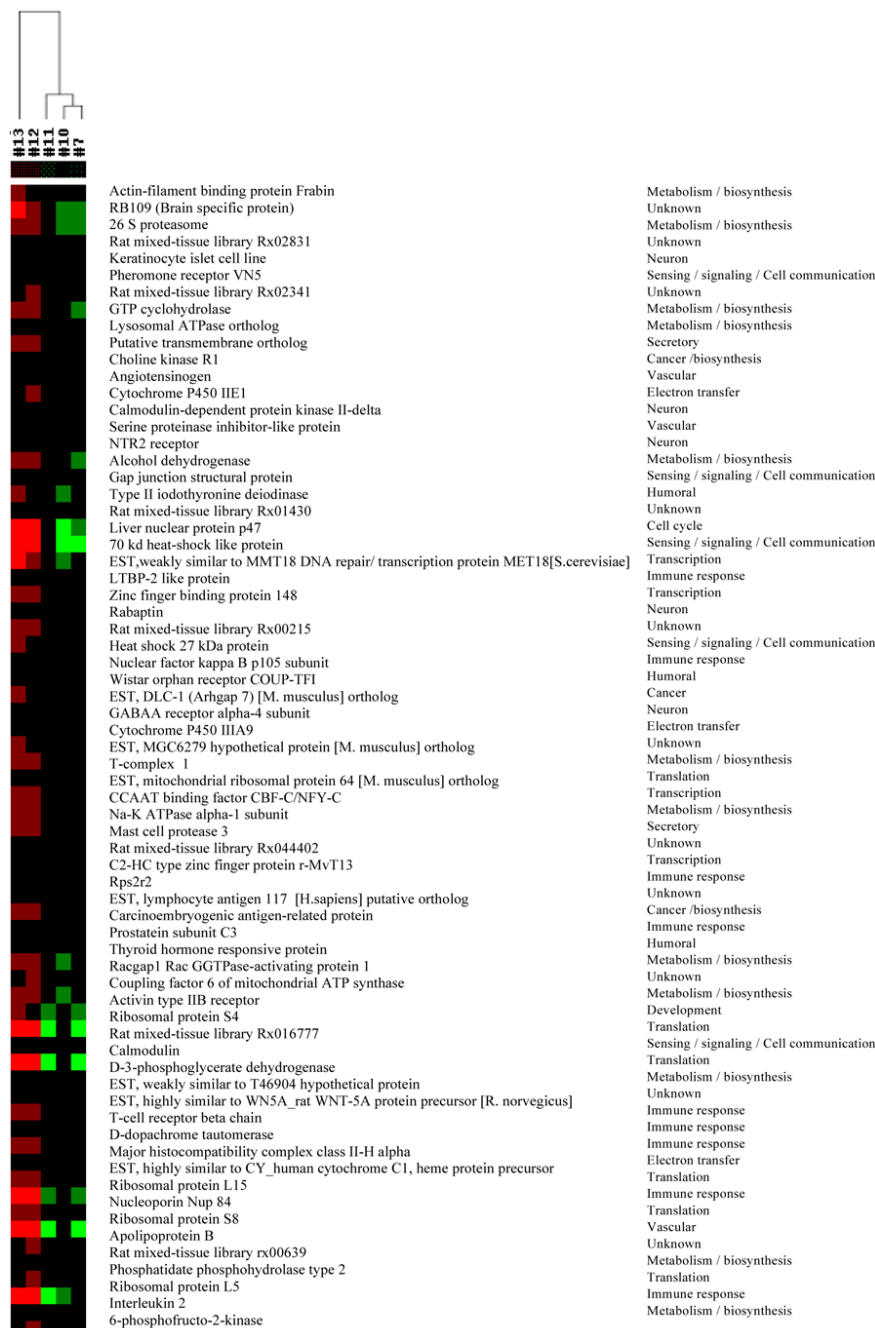 #13
#12
#11
#10
#7
Actin-filament binding protein Frabin
RB109 (Brain specific protein)
26 S proteasome
Rat mixed-tissue library Rx02831
Keratinocyte islet cell line
Pheromone receptor VN5
Rat mixed-tissue library Rx02341
GTP cyclohydrolase
Lysosomal ATPase ortholog
Putative transmembrane ortholog
Choline kinase R1
Angiotensinogen
Cytochrome P450 IIE1
Calmodulin-dependent protein kinase II-delta
Serine proteinase inhibitor-like protein
NTR2 receptor
Alcohol dehydrogenase
Gap junction structural protein
Type II iodothyronine deiodinase
Rat mixed-tissue library Rx01430
Liver nuclear protein p47
70 kd heat-shock like protein
EST,weakly similar to MMT18 DNA repair/ transcription protein MET18[S.cerevisiae]
LTBP-2 like protein
Zinc finger binding protein 148
Rabaptin
Rat mixed-tissue library Rx00215
Heat shock 27 kDa protein
Nuclear factor kappa B p105 subunit
Wistar orphan receptor COUP-TFI
EST, DLC-1 (Arhgap 7) [M. musculus] ortholog
GABAA receptor alpha-4 subunit
Cytochrome P450 IIIA9
EST, MGC6279 hypothetical protein [M. musculus] ortholog
T-complex 1
EST, mitochondrial ribosomal protein 64 [M. musculus] ortholog
CCAAT binding factor CBF-C/NFY-C
Na-K ATPase alpha-1 subunit
Mast cell protease 3
Rat mixed-tissue library Rx044402
C2-HC type zinc finger protein r-MvT13
Rps2r2
EST, lymphocyte antigen 117 [H.sapiens] putative ortholog
Carcinoembryogenic antigen-related protein
Prostatein subunit C3
Thyroid hormone responsive protein
Racgap1 Rac GGTPase-activating protein 1
Coupling factor 6 of mitochondrial ATP synthase
Activin type IIB receptor
Ribosomal protein S4
Rat mixed-tissue library Rx016777
Calmodulin
D-3-phosphoglycerate dehydrogenase
EST, weakly similar to T46904 hypothetical protein
EST, highly similar to WN5A_rat WNT-5A protein precursor [R. norvegicus]
T-cell receptor beta chain
D-dopachrome tautomerase
Major histocompatibility complex class II-H alpha
EST, highly similar to CY_human cytochrome C1, heme protein precursor
Ribosomal protein L15
Nucleoporin Nup 84
Ribosomal protein S8
Apolipoprotein B
Rat mixed-tissue library rx00639
Phosphatidate phosphohydrolase type 2
Ribosomal protein L5
Interleukin 2
6-phosphofructo-2-kinase
Metabolism / biosynthesis
Unknown
Metabolism / biosynthesis
Unknown
Neuron
Sensing / signaling / Cell communication
Unknown
Metabolism / biosynthesis
Metabolism / biosynthesis
Secretory
Cancer /biosynthesis
Vascular
Electron transfer
Neuron
Vascular
Neuron
Metabolism / biosynthesis
Sensing / signaling / Cell communication
Humoral
Unknown
Cell cycle
Sensing / signaling / Cell communication
Transcription
Immune response
Transcription
Neuron
Unknown
Sensing / signaling / Cell communication
Immune response
Humoral
Cancer
Neuron
Electron transfer
Unknown
Metabolism / biosynthesis
Translation
Transcription
Metabolism / biosynthesis
Secretory
Unknown
Transcription
Immune response
Unknown
Cancer /biosynthesis
Immune response
Humoral
Metabolism / biosynthesis
Unknown
Metabolism / biosynthesis
Development
Translation
Sensing / signaling / Cell communication
Translation
Metabolism / biosynthesis
Unknown
Immune response
Immune response
Immune response
Electron transfer
Translation
Immune response
Translation
Vascular
Unknown
Metabolism / biosynthesis
Translation
Immune response
Metabolism / biosynthesis